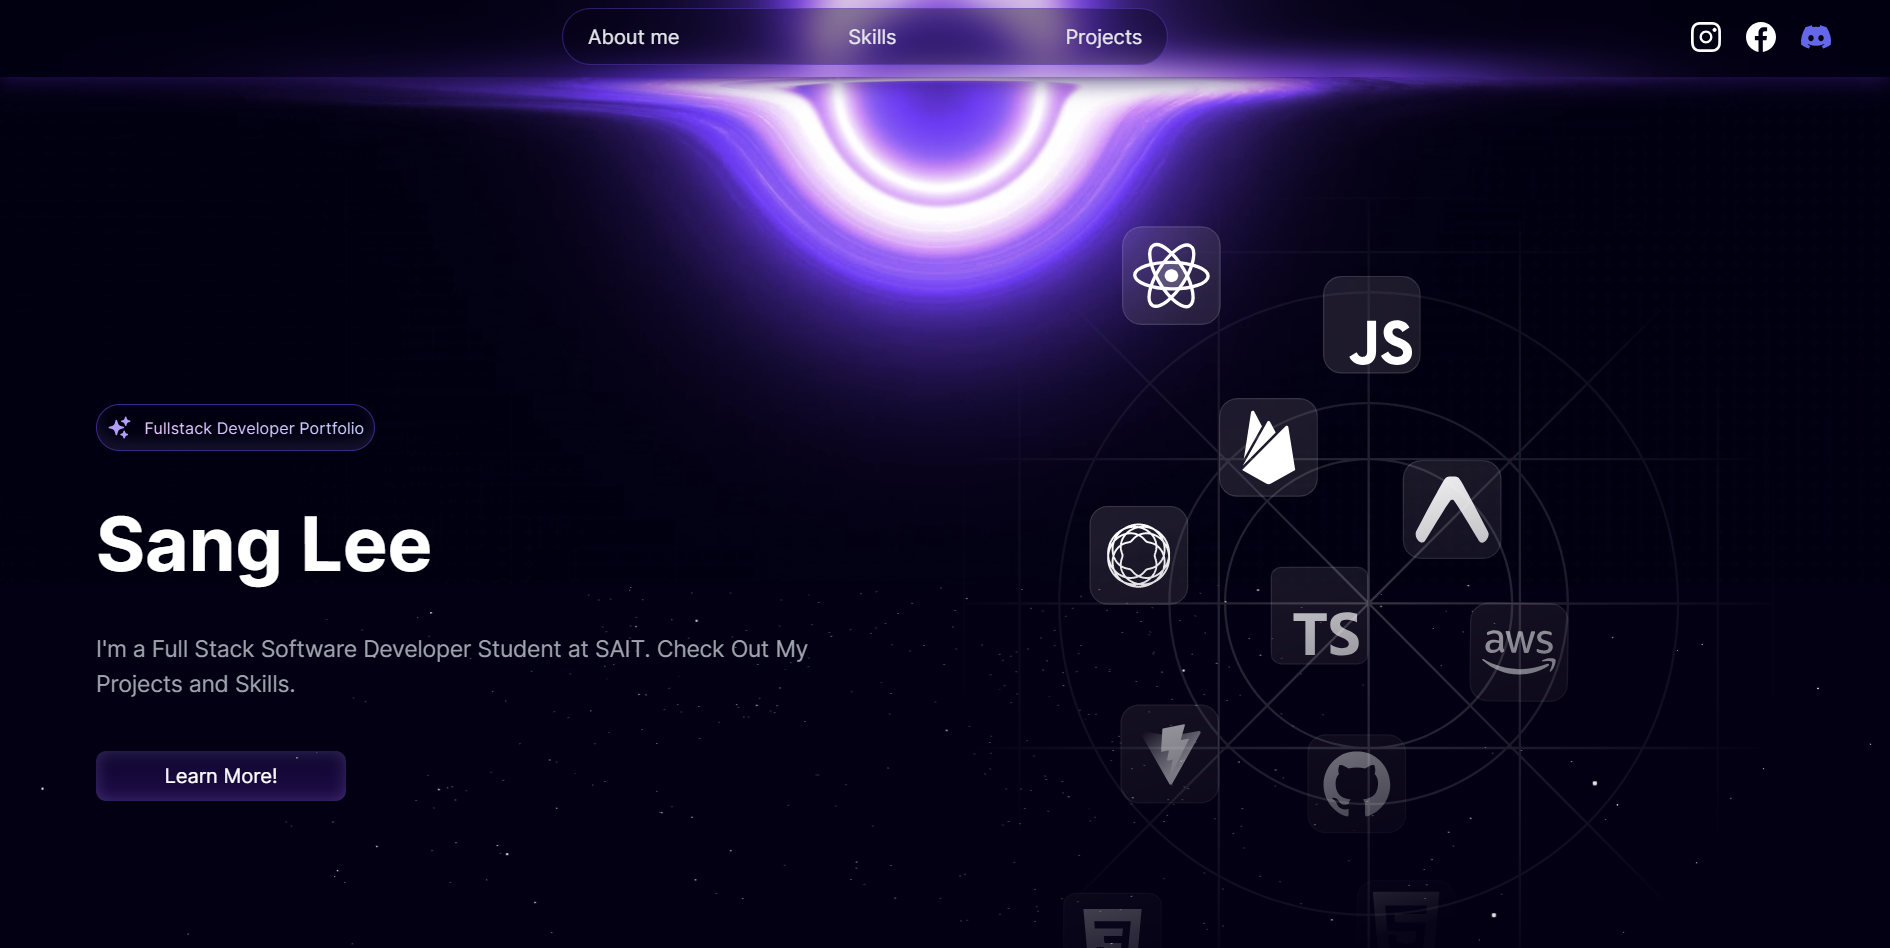 About me
Skills
Projects
Fullstack Developer Portfolio
Sang Lee
I'm a Full Stack Software Developer Student at SAIT. Check Out My
Projects and Skills.
Learn More!
JS
TS
aws